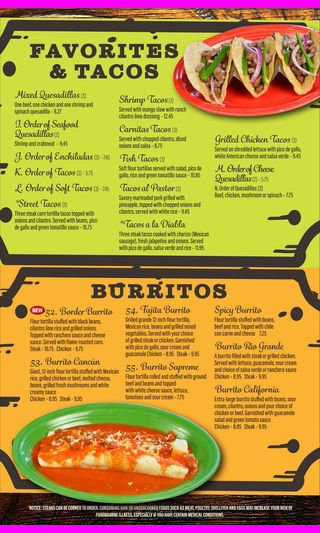 FAVORITES
& TACOS
Mixed Quesadillas (3)
One beef, one chicken and one shrimp and
spinach quesadilla - 9.27
I. Order of Seafood
Quesadillas (2)
Shrimp and crabmeat - 9.45
J. Order of Enchiladas (3) - 7.45
K. Order of Tacos (3) - 5.75
L. Order of Soft Tacos (3) - 7.45
*Street Tacos (3)
Three steak corn tortilla tacos topped with
onions and cilantro. Served with beans, pico
de gallo and green tomatillo sauce - 10.75
Shrimp Tacos (3)
Served with mango slaw with ranch
cilantro lime dressing - 12.45
Carnitas Tacos (3)
Served with chopped cilantro, diced
onions and salsa - 8.75
Fish Tacos (3)
Soft flour tortillas served with salad, pico de
gallo, rice and green tomatillo sauce - 10.85
Tacos al Pastor (3)
Savory marinated pork grilled with
pineapple, topped with chopped onions and
cilantro, served with white rice - 9.45
*Tacos a la Diabla
Three steak tacos cooked with chorizo (Mexican
sausage), fresh jalapeños and onions. Served
with pico de gallo, salsa verde and rice - 11.95
Grilled Chicken Tacos (3)
Served on shredded lettuce with pico de gallo,
white American cheese and salsa verde - 9.45
M. Order of Cheese
Quesadillas (2) - 5.75
N. Order of Quesadillas (2)
Beef, chicken, mushroom or spinach - 7.75
BURRITOS
NEW 52. Border Burrito
Flour tortilla stuffed with black beans,
cilantro lime rice and grilled onions.
Topped with ranchero sauce and cheese
sauce. Served with flame-roasted corn.
Steak - 10.75 Chicken - 9.75
53. Burrito Cancún
Giant, 12-inch flour tortilla, stuffed with Mexican
rice, grilled chicken or beef, melted cheese,
beans, grilled fresh mushrooms and white
creamy sauce
Chicken - 8.95 Steak - 9.95
54. Fajita Burrito
Grilled grande 12-inch flour tortilla,
Mexican rice, beans and grilled mixed
vegetables. Served with your choice
of grilled steak or chicken. Garnished
with pico de gallo, sour cream and
guacamole Chicken - 8.95 Steak - 9.95
55. Burrito Supreme
Flour tortilla rolled and stuffed with ground
beef and beans and topped
with white cheese sauce, lettuce,
tomatoes and sour cream - 7.75
Spicy Burrito
Flour tortilla stuffed with beans,
beef and rice. Topped with chile
con carne and cheese 7.25
Burrito Rio Grande
A burrito filled with steak or grilled chicken.
Served with lettuce, guacamole, sour cream
and choice of salsa verde or ranchero sauce
Chicken - 8.95 Steak - 9.95
Burrito California
Extra-large burrito stuffed with beans, sour
cream, cilantro, onions and your choice of
chicken or beef. Garnished with guacamole
salad and green tomato sauce
Chicken - 8.95 Steak - 9.95
NOTICE: STEAKS CAN BE COOKED TO ORDER. CONSUMING RAW OR UNDERCOOKED FOODS SUCH AS MEAT, POULTRY, SHELLFISH AND EGGS MAY INCREASE YOUR RISK OF
FOODBOURNE ILLNESS, ESPECIALLY IF YOU HAVE CERTAIN MEDICAL CONDITIONS.